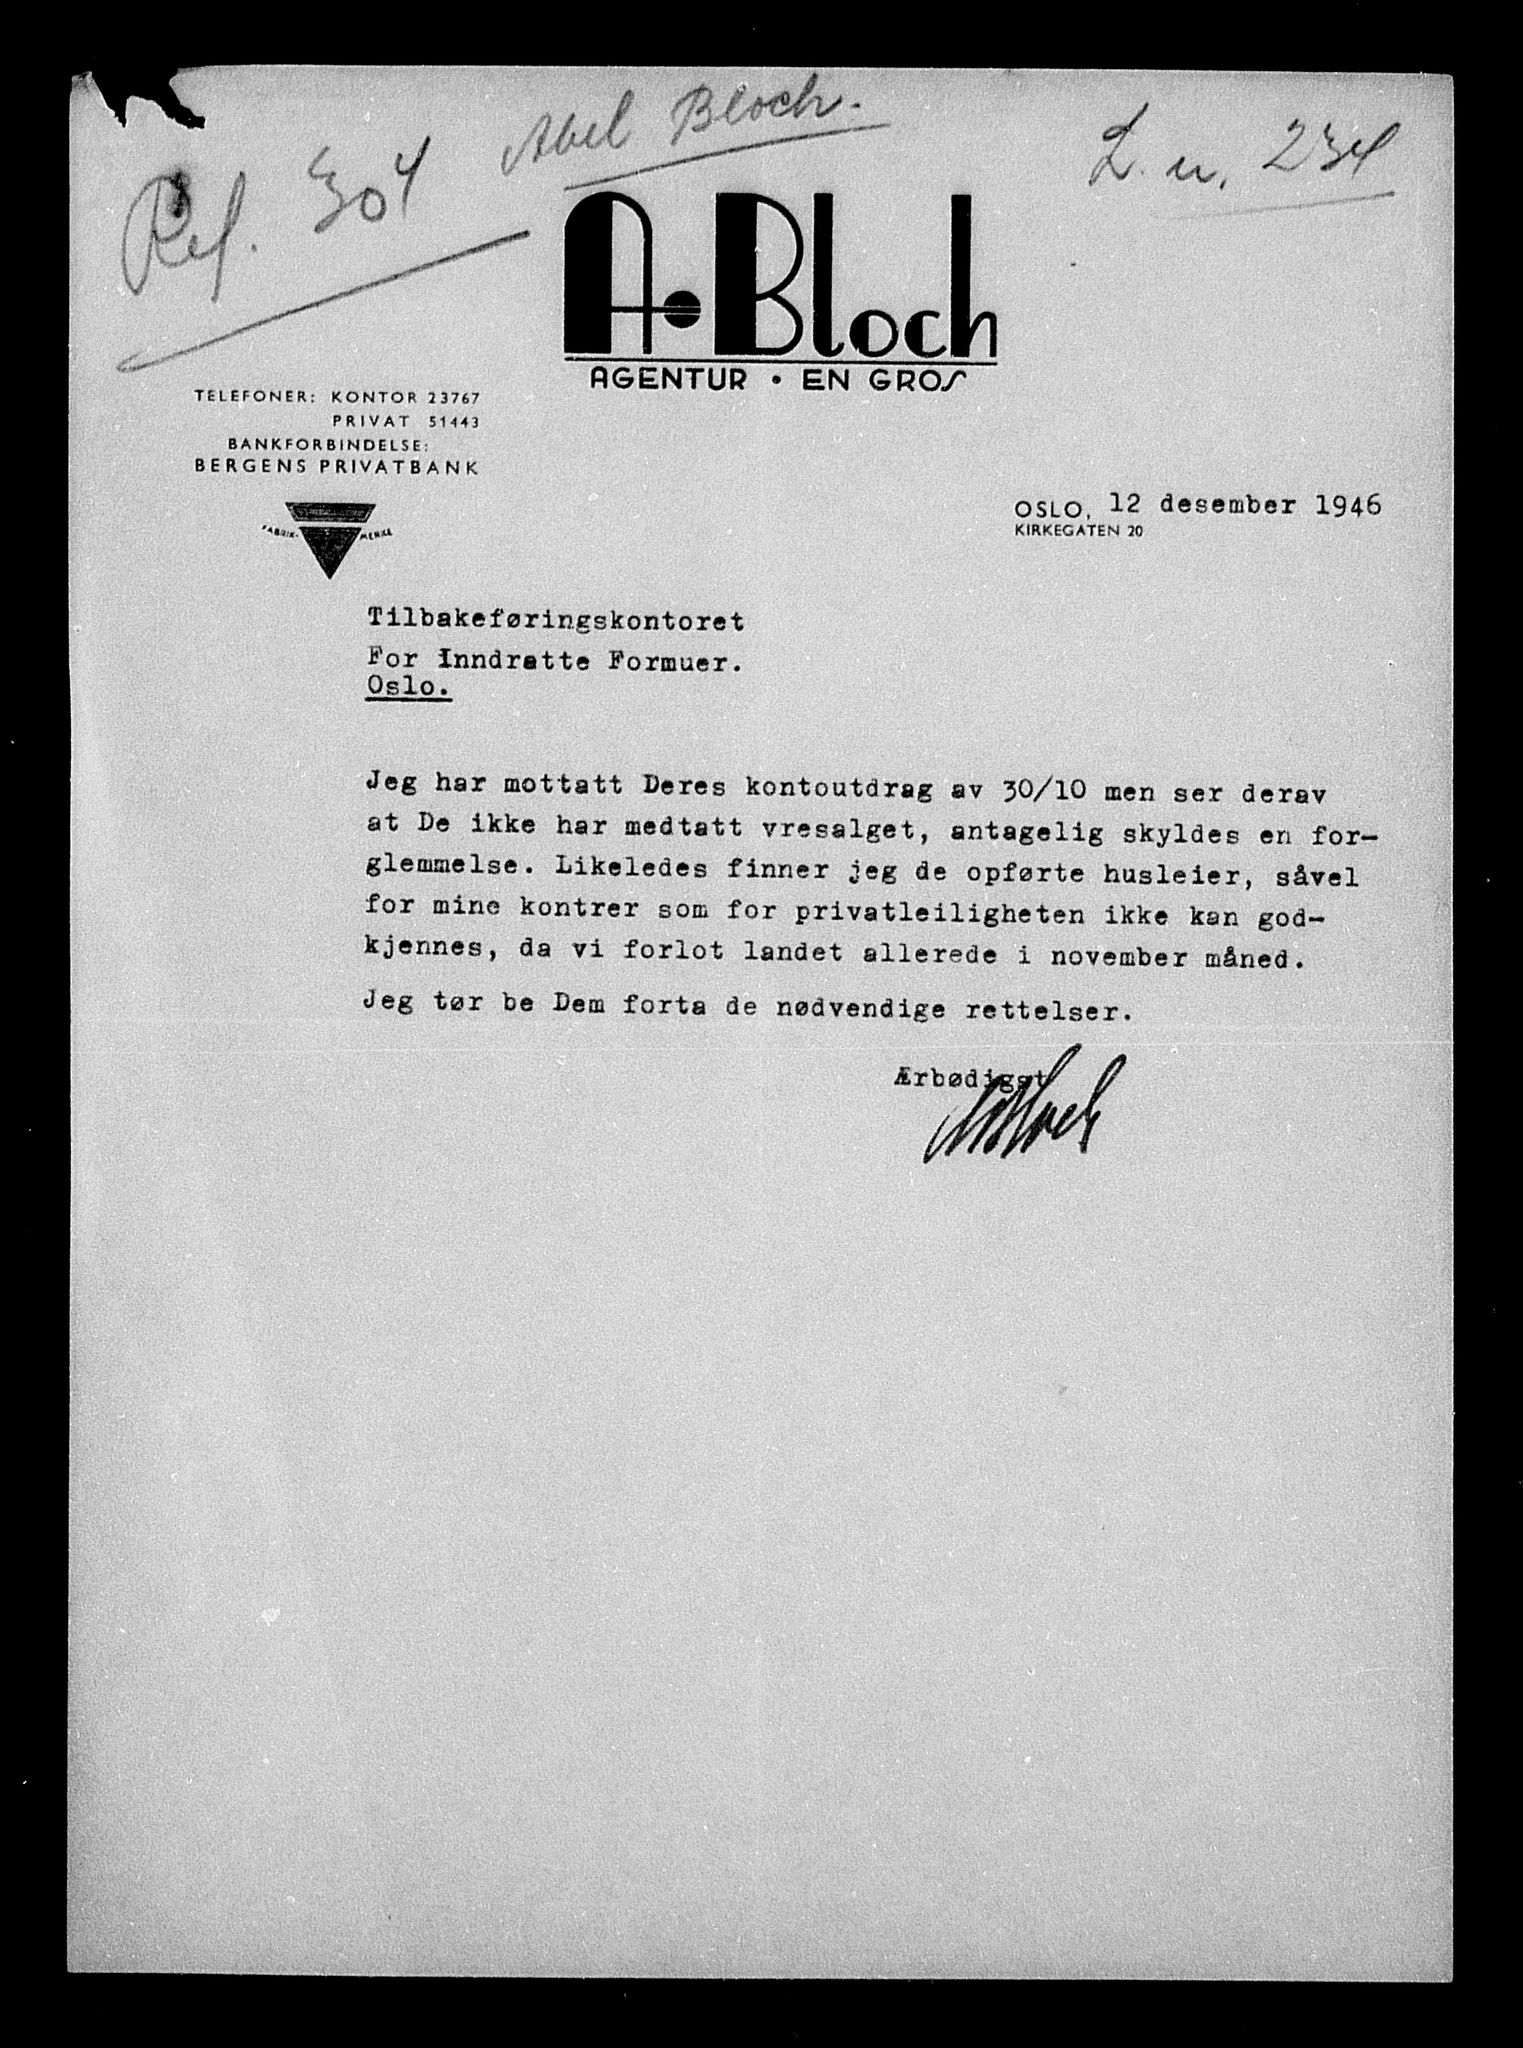 Abel Bloch.
Ref. 304
L. n. 234
A·Bloch
AGENTUR · EN GROS
TELEFONER: KONTOR 23767
PRIVAT 51443
BANKFORBINDELSE:
BERGENS PRIVATBANK
FABRIK- MERKE
OSLO, 12 desember 1946
KIRKEGATEN 20
Tilbakeføringskontoret
For Inndratte Formuer.
Oslo.
Jeg har mottatt Deres kontoutdrag av 30/10 men ser derav
at De ikke har medtatt vresalget, antagelig skyldes en for-
glemmelse. Likeledes finner jeg de opførte husleier, såvel
for mine kontrer som for privatleiligheten ikke kan god-
kjennes, da vi forlot landet allerede i november måned.
Jeg tør be Dem forta de nødvendige rettelser.
Ærbødigst
ABloch